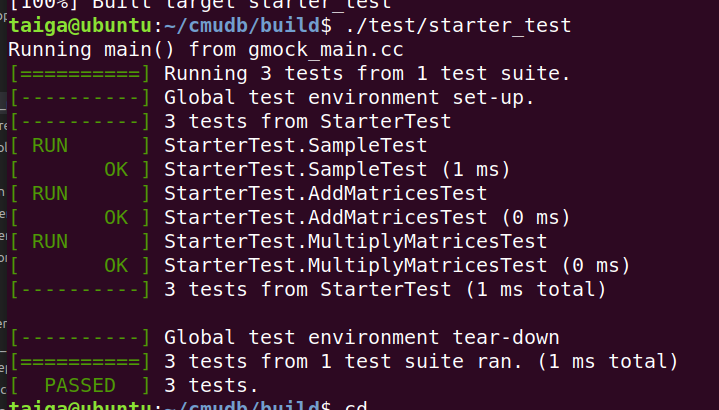 [100%] Built target starter_test
taiga@ubuntu:~/cmudb/build$ ./test/starter_test
Running main() from gmock_main.cc
[==========] Running 3 tests from 1 test suite.
[----------] Global test environment set-up.
[----------] 3 tests from StarterTest
[ RUN      ] StarterTest.SampleTest
[       OK ] StarterTest.SampleTest (1 ms)
[ RUN      ] StarterTest.AddMatricesTest
[       OK ] StarterTest.AddMatricesTest (0 ms)
[ RUN      ] StarterTest.MultiplyMatricesTest
[       OK ] StarterTest.MultiplyMatricesTest (0 ms)
[----------] 3 tests from StarterTest (1 ms total)
[----------] Global test environment tear-down
[==========] 3 tests from 1 test suite ran. (1 ms total)
[  PASSED  ] 3 tests.
taiga@ubuntu:~/cmudb/build$ cd